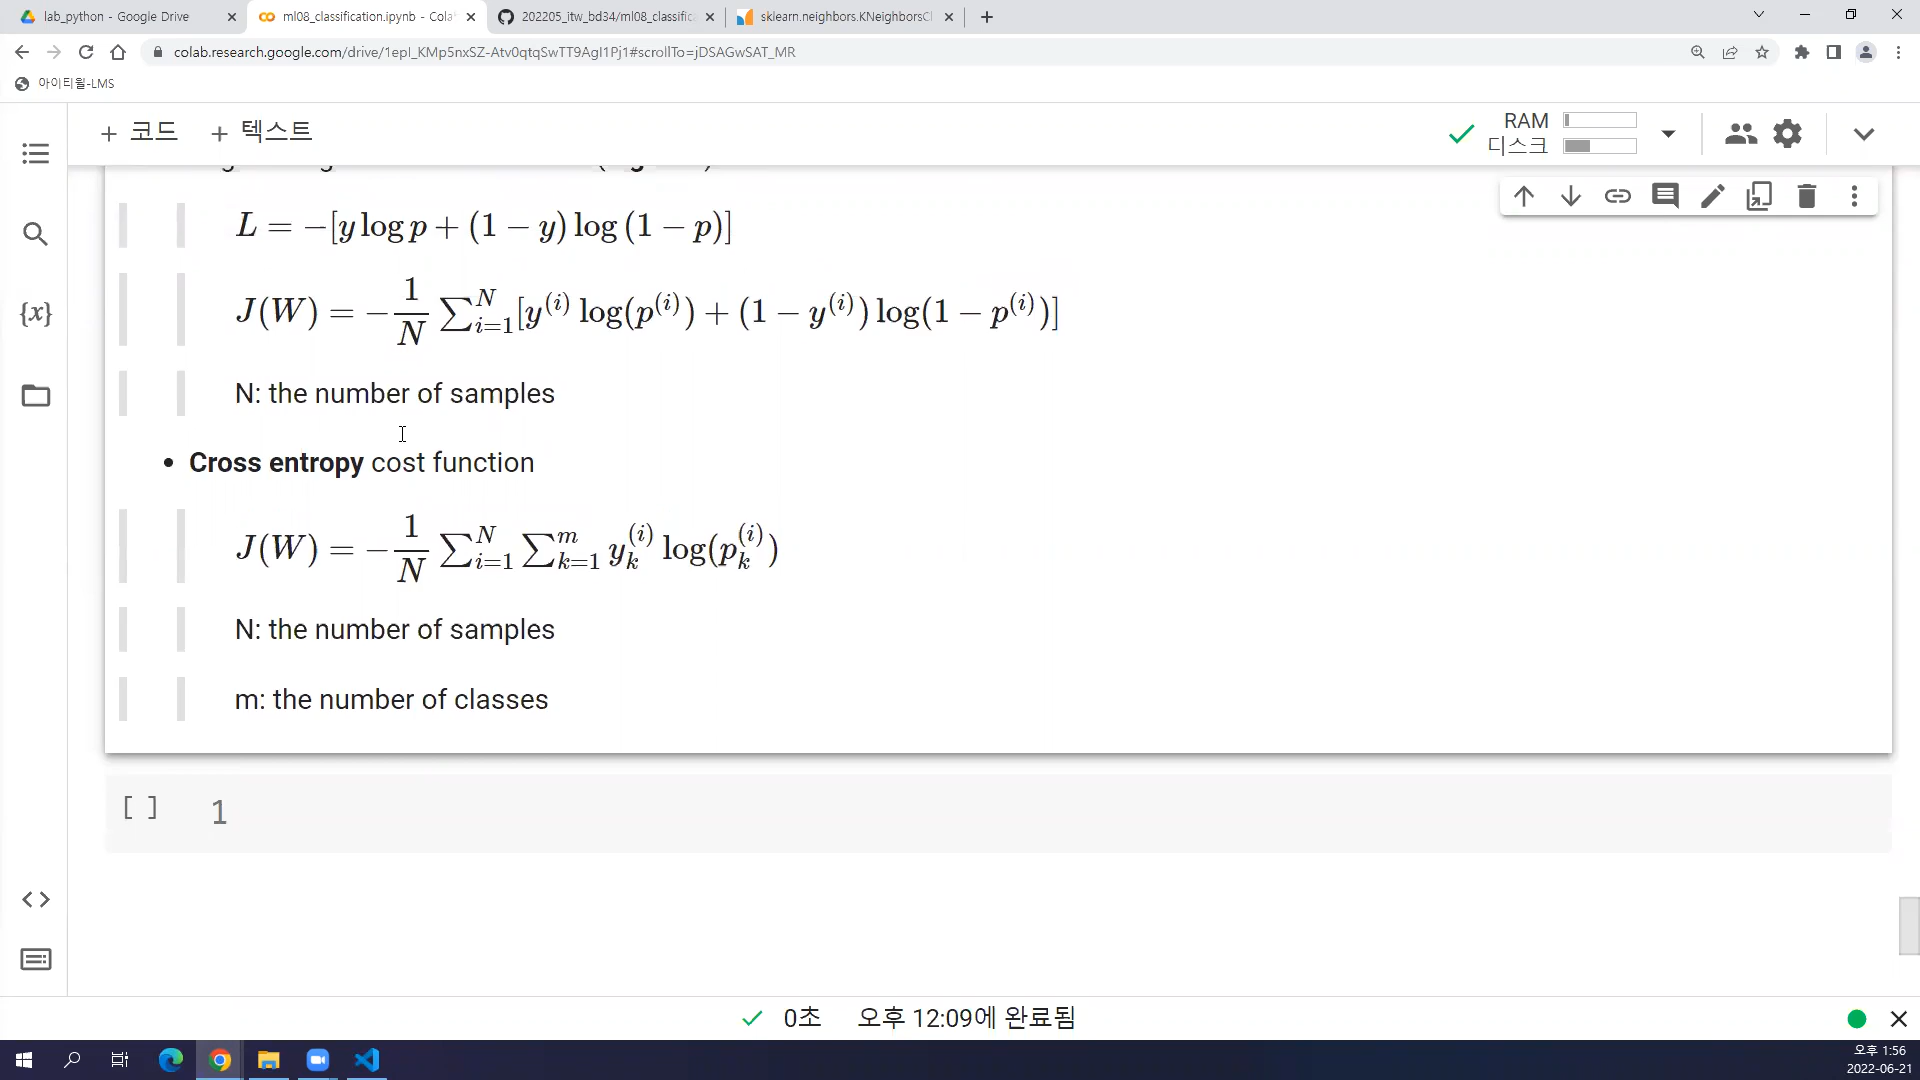 lab_python - Google Drive
ml08_classification.ipynb - Cola
202205_itw_bd34/ml08_classific
sklearn.neighbors.KNeighborsCl
colab.research.google.com/drive/1epI_KMp5nxSZ-Atv0qtqSwTT9AgI1Pj1#scrollTo=jDSAGwSAT_MR
아이티윌-LMS
+ 코드 + 텍스트
RAM
디스크
L = −[y log p + (1 − y) log (1 − p)]
J(W) = −\frac{1}{N} ∑_{i=1}^{N} [y^{(i)} log(p^{(i)}) + (1 − y^{(i)}) log(1 − p^{(i)})]
N: the number of samples
• Cross entropy cost function
J(W) = −\frac{1}{N} ∑_{i=1}^{N} ∑_{k=1}^{m} y_k^{(i)} log(p_k^{(i)})
N: the number of samples
m: the number of classes
[ ] 1
0초 오후 12:09에 완료됨
오후 1:56
2022-06-21